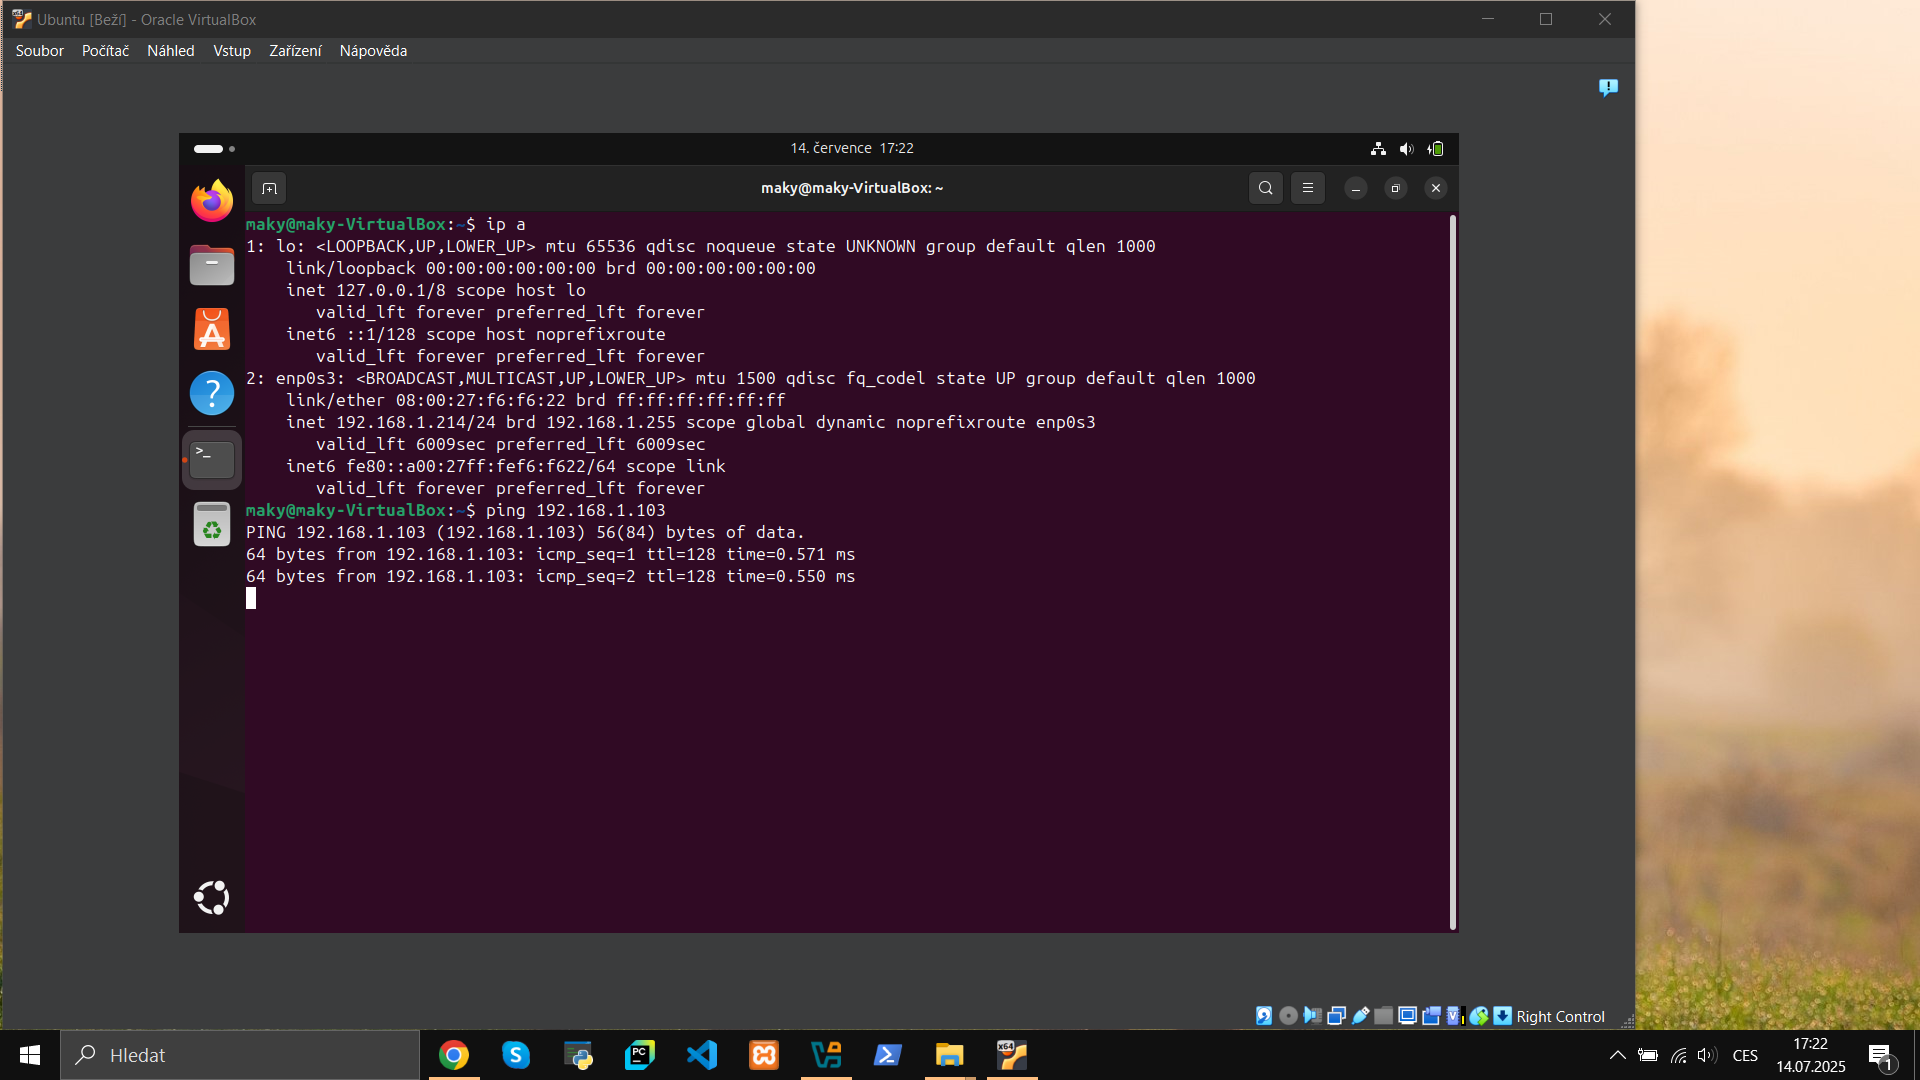 Ubuntu [Beží] - Oracle VirtualBox
Soubor Počítač Náhled Vstup Zařízení Nápověda
14. července 17:22
maky@maky-VirtualBox: ~
maky@maky-VirtualBox:~$ ip a
1: lo: <LOOPBACK,UP,LOWER_UP> mtu 65536 qdisc noqueue state UNKNOWN group default qlen 1000
    link/loopback 00:00:00:00:00:00 brd 00:00:00:00:00:00
    inet 127.0.0.1/8 scope host lo
       valid_lft forever preferred_lft forever
    inet6 ::1/128 scope host noprefixroute
       valid_lft forever preferred_lft forever
2: enp0s3: <BROADCAST,MULTICAST,UP,LOWER_UP> mtu 1500 qdisc fq_codel state UP group default qlen 1000
    link/ether 08:00:27:f6:f6:22 brd ff:ff:ff:ff:ff:ff
    inet 192.168.1.214/24 brd 192.168.1.255 scope global dynamic noprefixroute enp0s3
       valid_lft 6009sec preferred_lft 6009sec
    inet6 fe80::a00:27ff:fef6:f622/64 scope link
       valid_lft forever preferred_lft forever
maky@maky-VirtualBox:~$ ping 192.168.1.103
PING 192.168.1.103 (192.168.1.103) 56(84) bytes of data.
64 bytes from 192.168.1.103: icmp_seq=1 ttl=128 time=0.571 ms
64 bytes from 192.168.1.103: icmp_seq=2 ttl=128 time=0.550 ms
Right Control
Hledat
CES
17:22
14.07.2025
1